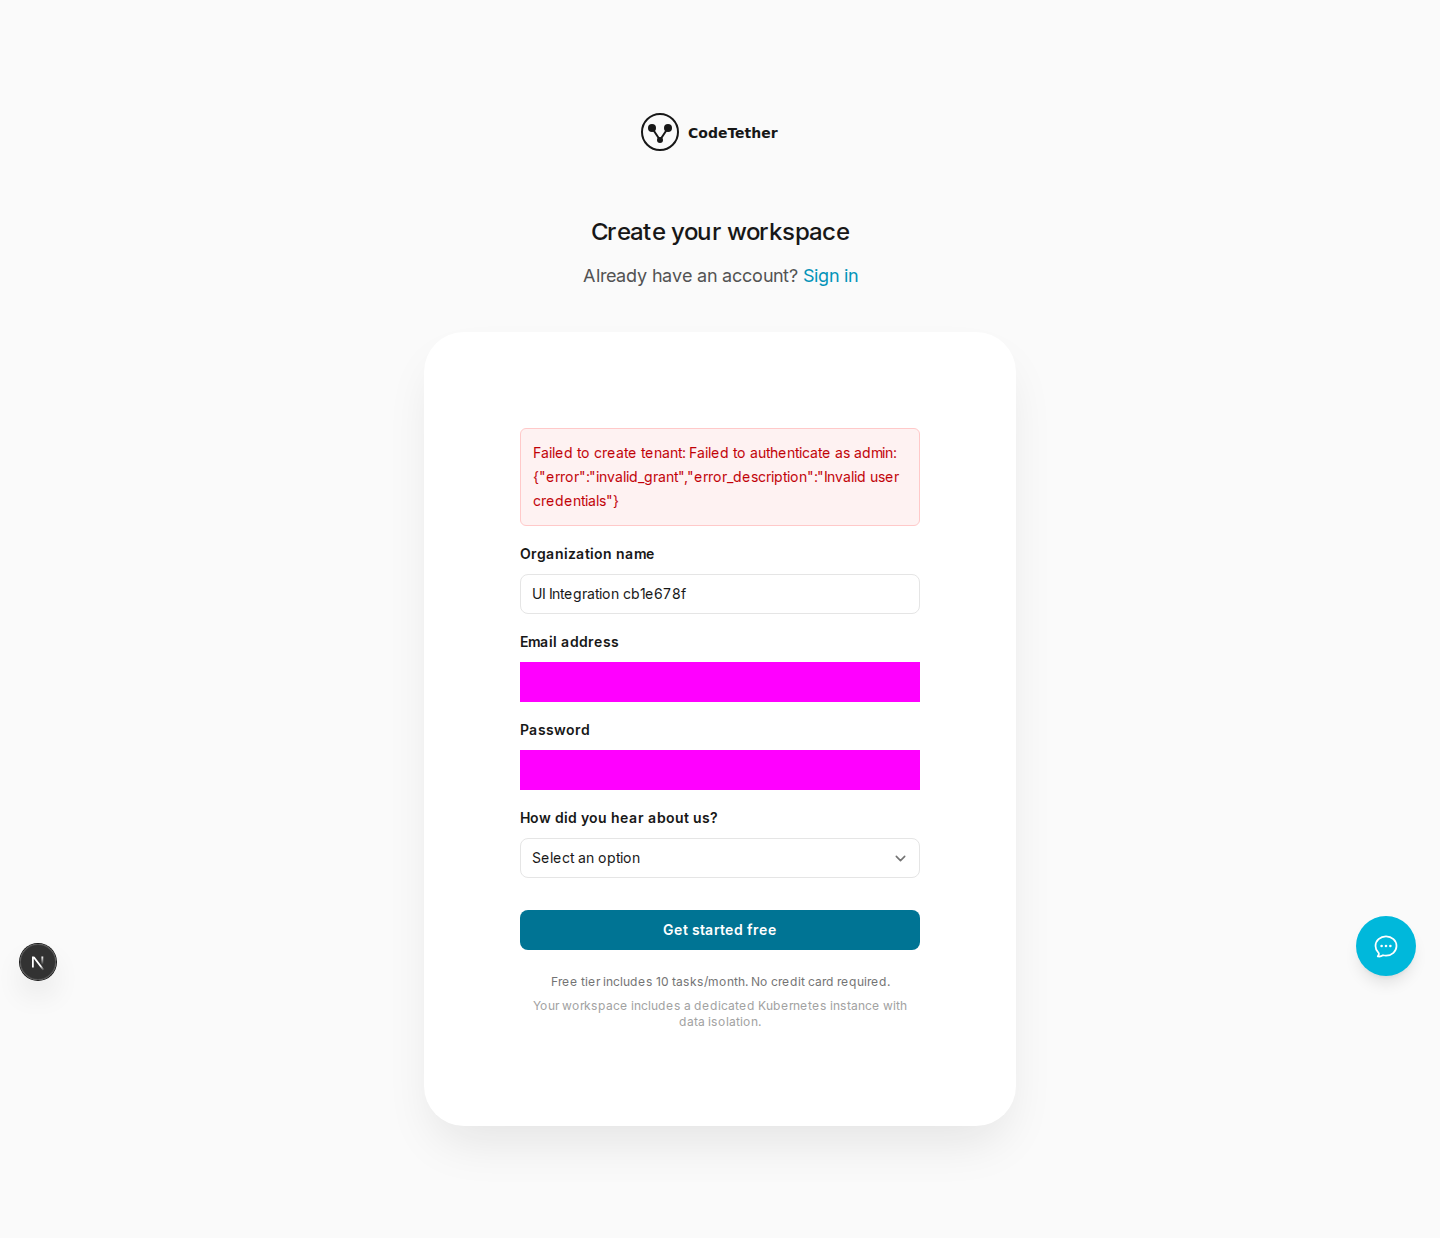 CodeTether
Create your workspace
Already have an account? Sign in
Failed to create tenant: Failed to authenticate as admin:
{"error":"invalid_grant","error_description":"Invalid user
credentials"}
Organization name
UI Integration cb1e678f
Email address
Password
How did you hear about us?
Select an option
Get started free
Free tier includes 10 tasks/month. No credit card required.
Your workspace includes a dedicated Kubernetes instance with
data isolation.
N